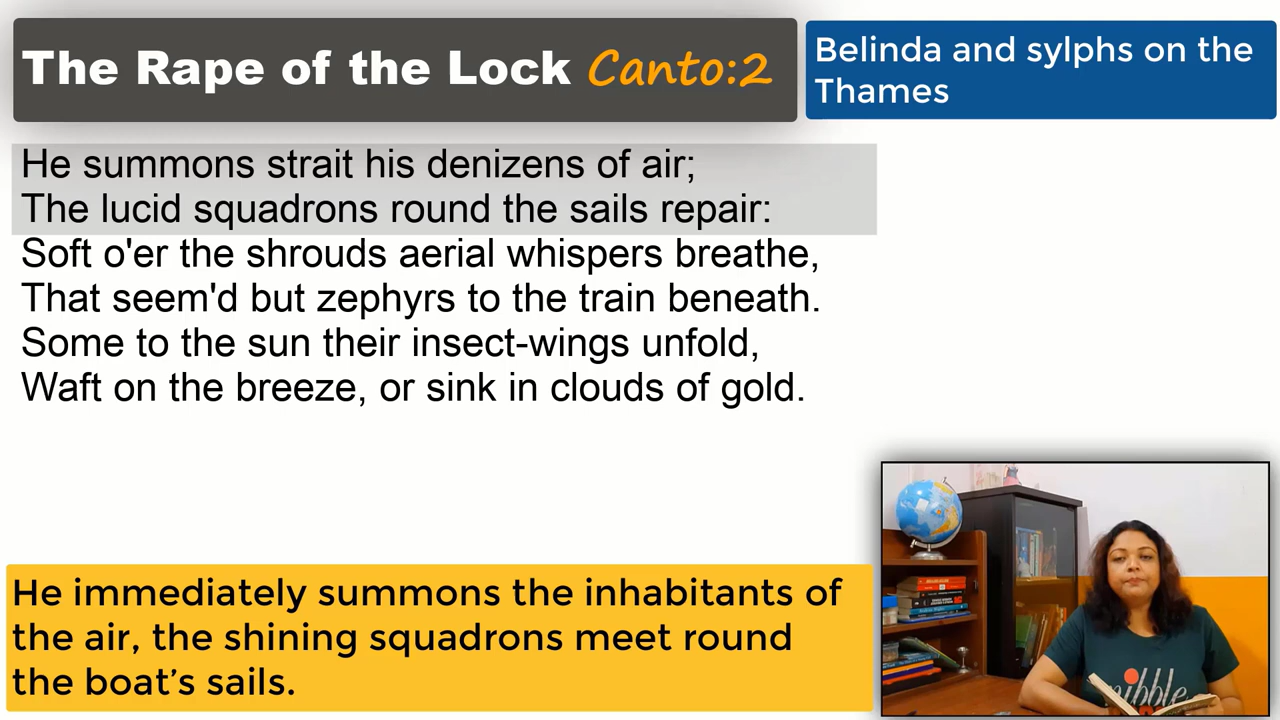 The Rape of the Lock Canto:2
Belinda and sylphs on the
Thames
He summons strait his denizens of air;
The lucid squadrons round the sails repair:
Soft o'er the shrouds aerial whispers breathe,
That seem'd but zephyrs to the train beneath.
Some to the sun their insect-wings unfold,
Waft on the breeze, or sink in clouds of gold.
He immediately summons the inhabitants of
the air, the shining squadrons meet round
the boat's sails.
nibble